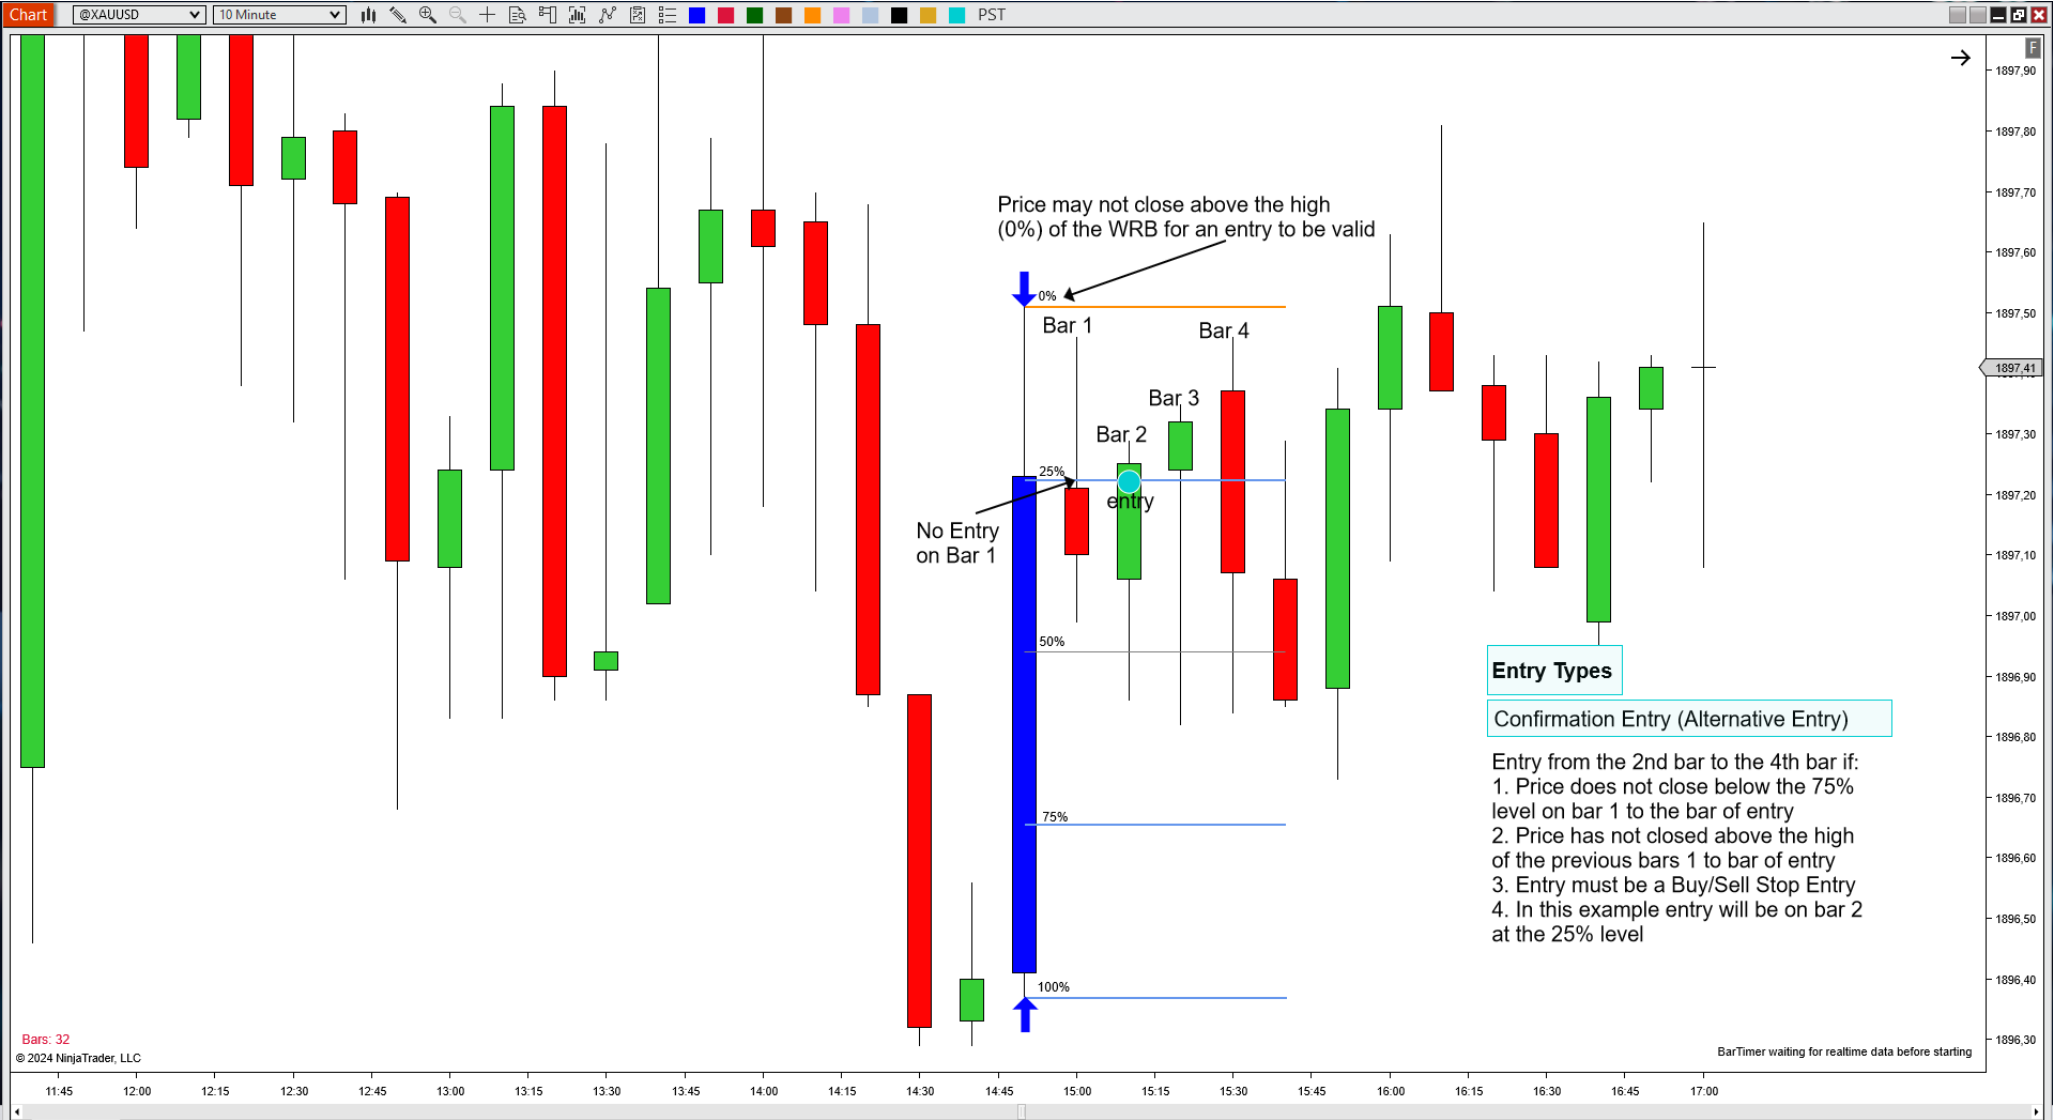 Chart
@XAUUSD
10 Minute
PST
F
1897,90
1897,80
1897,70
1897,60
1897,50
1897,41
1897,30
1897,20
1897,10
1897,00
1896,90
1896,80
1896,70
1896,60
1896,50
1896,40
1896,30
Price may not close above the high
(0%) of the WRB for an entry to be valid
0%
Bar 1
Bar 4
Bar 3
Bar 2
25%
entry
No Entry
on Bar 1
50%
75%
100%
Entry Types
Confirmation Entry (Alternative Entry)
Entry from the 2nd bar to the 4th bar if:
1. Price does not close below the 75%
level on bar 1 to the bar of entry
2. Price has not closed above the high
of the previous bars 1 to bar of entry
3. Entry must be a Buy/Sell Stop Entry
4. In this example entry will be on bar 2
at the 25% level
Bars: 32
© 2024 NinjaTrader, LLC
BarTimer waiting for realtime data before starting
11:45 12:00 12:15 12:30 12:45 13:00 13:15 13:30 13:45 14:00 14:15 14:30 14:45 15:00 15:15 15:30 15:45 16:00 16:15 16:30 16:45 17:00